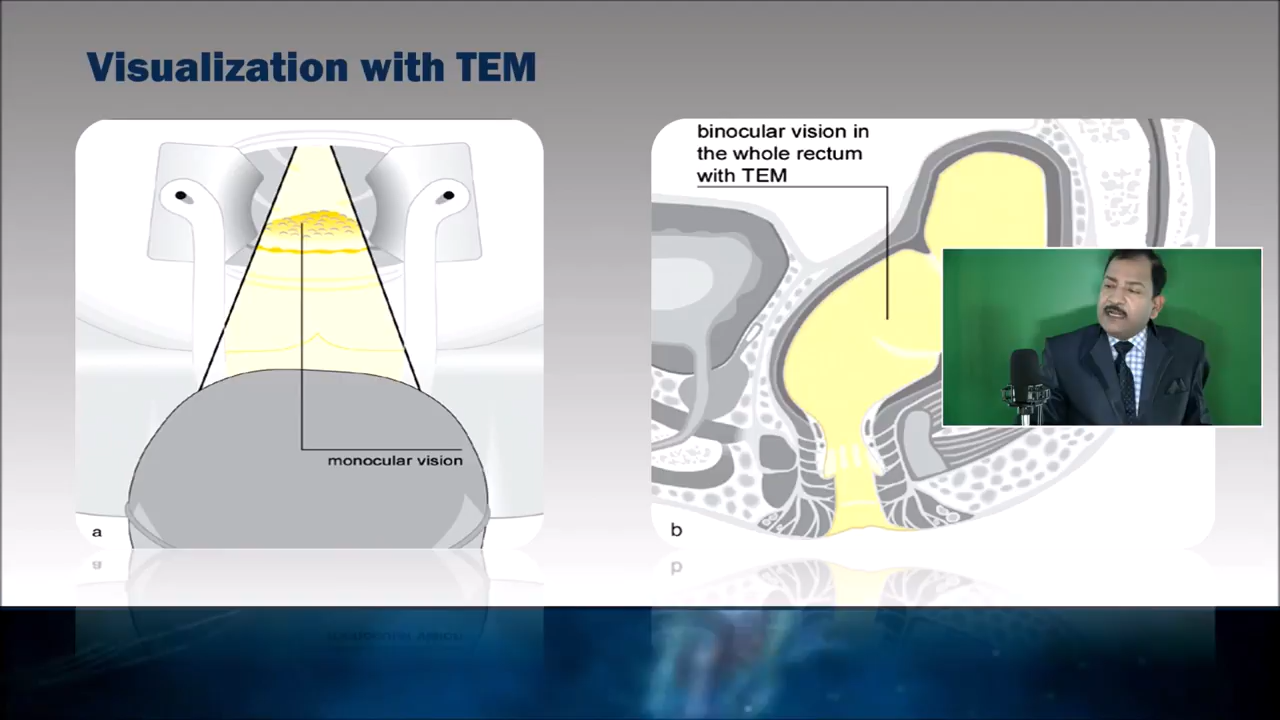 Visualization with TEM
monocular vision
a
binocular vision in
the whole rectum
with TEM
b